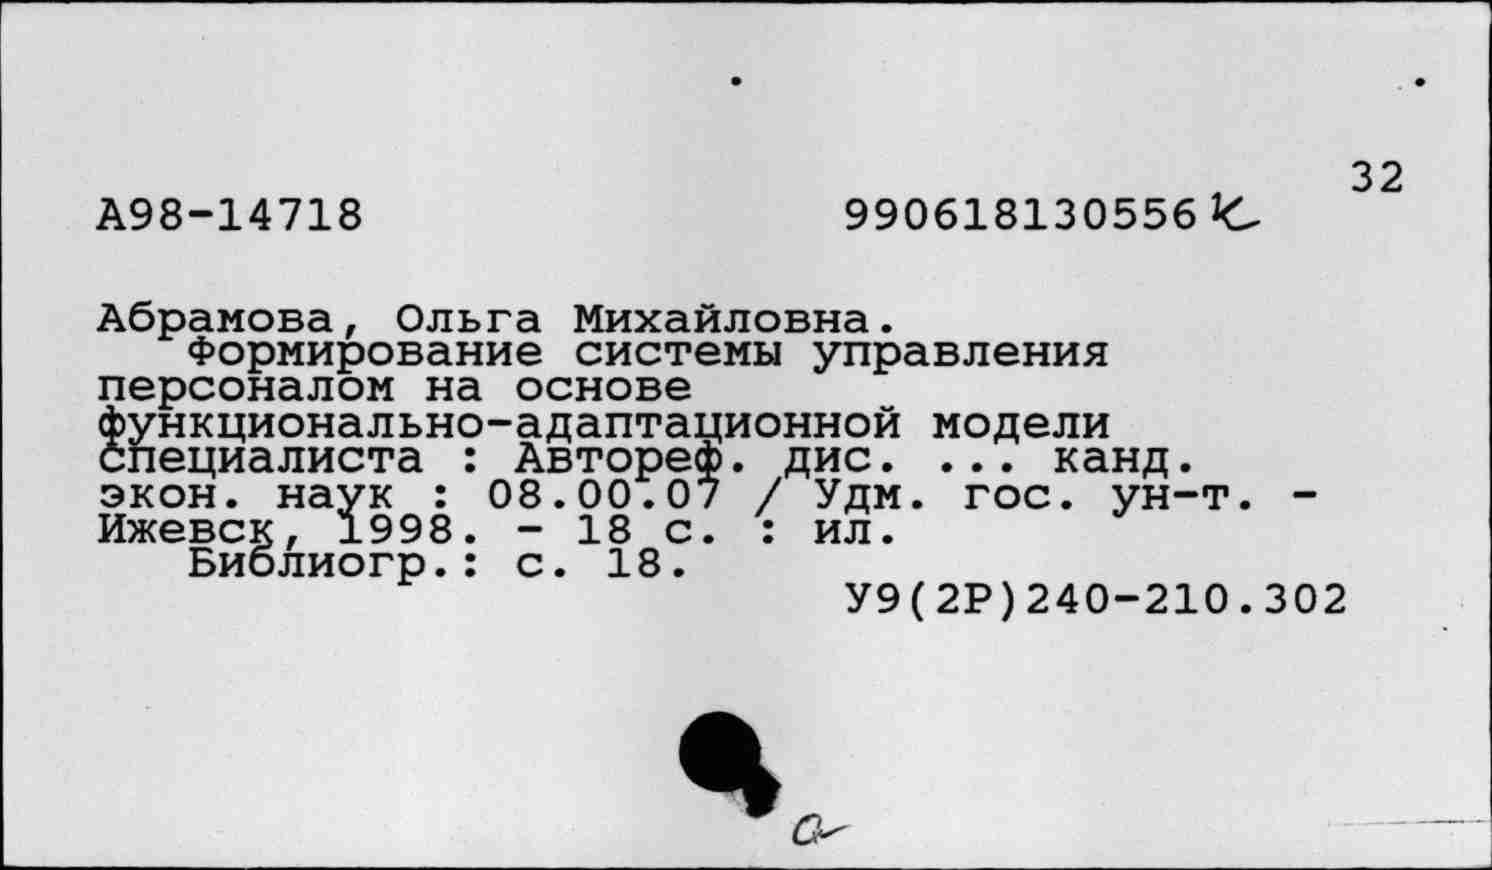 32
А98-14718 990618130556
Абрамова, Ольга Михайловна.
Формирование системы управления
персоналом на основе
функционально-адаптационной модели
специалиста : Автореф. дис. ... канд.
экон. наук : 08.00.07 / Удм. гос. ун-т. -
Ижевск, 1998. - 18 с. : ил.
Библиогр.: с. 18.
У9(2Р)240-210.302